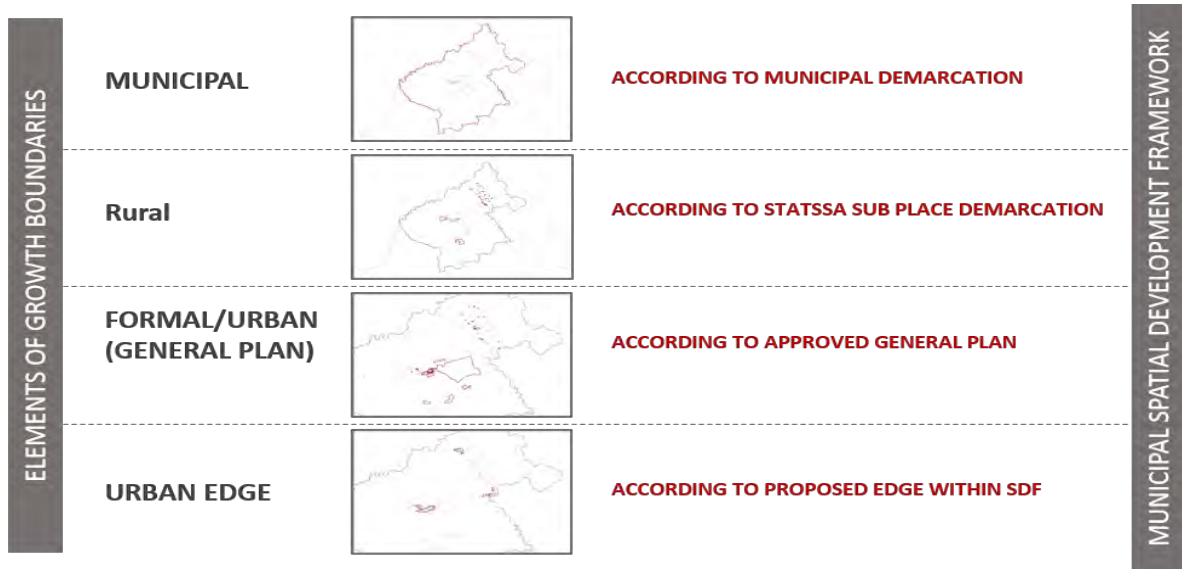 ELEMENTS OF GROWTH BOUNDARIES
MUNICIPAL
ACCORDING TO MUNICIPAL DEMARCATION
Rural
ACCORDING TO STATSSA SUB PLACE DEMARCATION
FORMAL/URBAN
(GENERAL PLAN)
ACCORDING TO APPROVED GENERAL PLAN
URBAN EDGE
ACCORDING TO PROPOSED EDGE WITHIN SDF
MUNICIPAL SPATIAL DEVELOPMENT FRAMEWORK